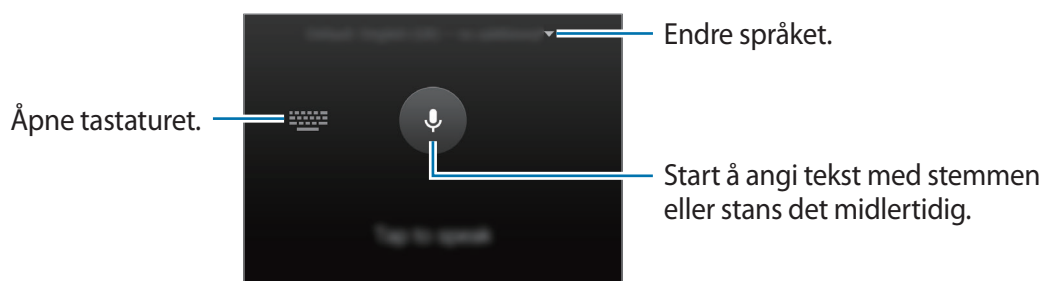 Endre språket.
Åpne tastaturet.
Start å angi tekst med stemmen
eller stans det midlertidig.
Tap to speak